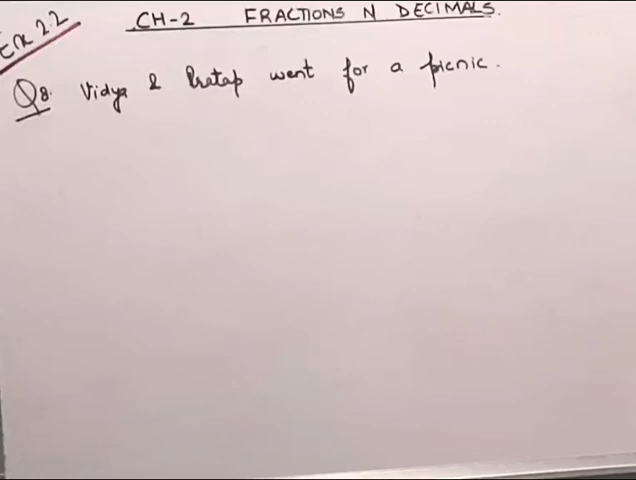 Ex 2.2
CH-2 FRACTIONS N DECIMALS.
Q8. Vidya & Pratap went for a picnic.